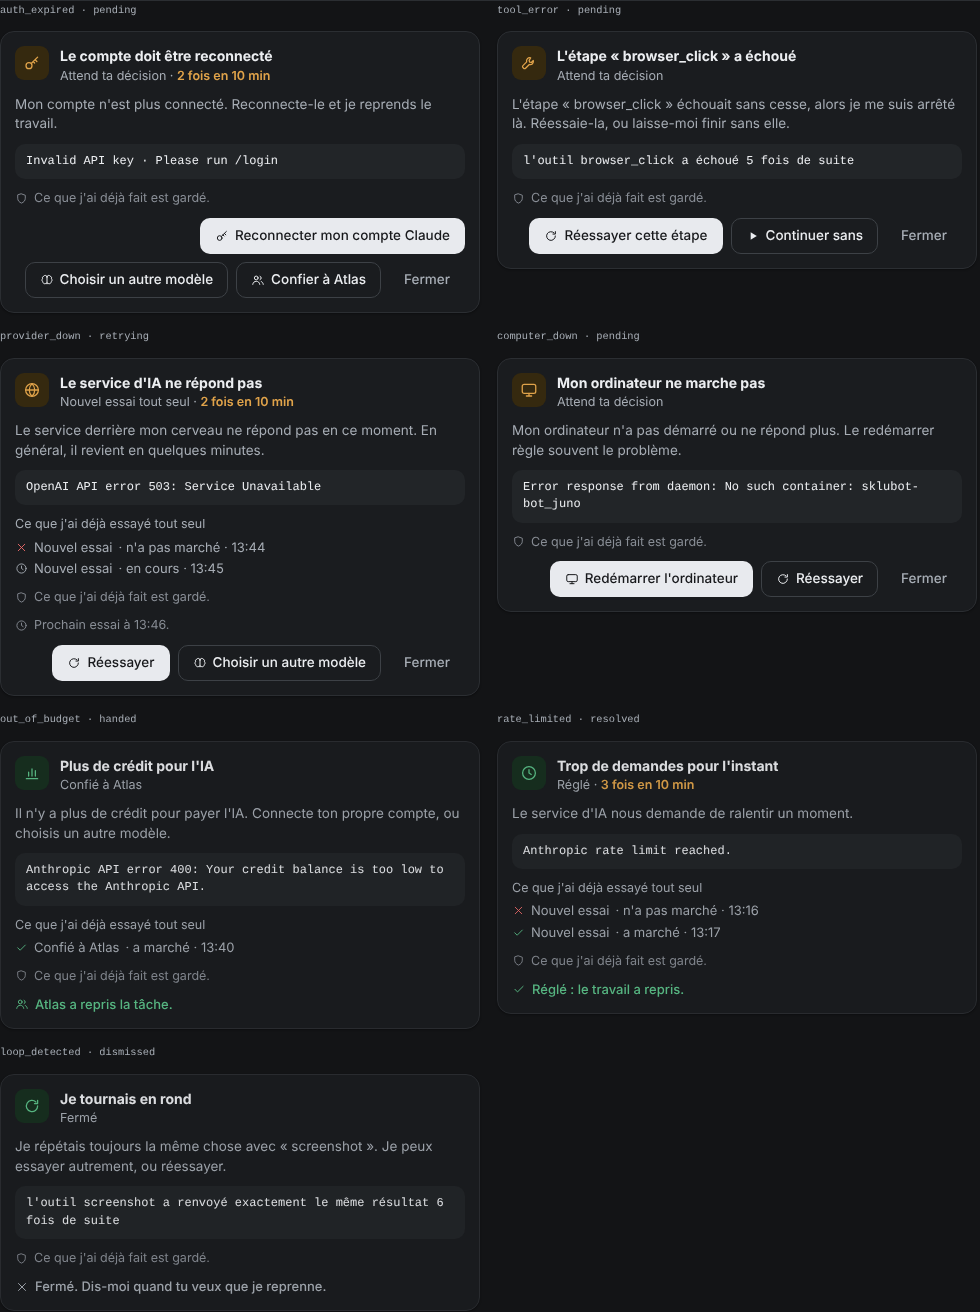 auth_expired · pending
Le compte doit être reconnecté
Attend ta décision · 2 fois en 10 min
Mon compte n'est plus connecté. Reconnecte-le et je reprends le
travail.
Invalid API key · Please run /login
Ce que j'ai déjà fait est gardé.
Reconnecter mon compte Claude
Choisir un autre modèle
Confier à Atlas
Fermer
tool_error · pending
L'étape « browser_click » a échoué
Attend ta décision
L'étape « browser_click » échouait sans cesse, alors je me suis arrêté
là. Réessaie-la, ou laisse-moi finir sans elle.
l'outil browser_click a échoué 5 fois de suite
Ce que j'ai déjà fait est gardé.
Réessayer cette étape
Continuer sans
Fermer
provider_down · retrying
Le service d'IA ne répond pas
Nouvel essai tout seul · 2 fois en 10 min
Le service derrière mon cerveau ne répond pas en ce moment. En
général, il revient en quelques minutes.
OpenAI API error 503: Service Unavailable
Ce que j'ai déjà essayé tout seul
Nouvel essai · n'a pas marché · 13:44
Nouvel essai · en cours · 13:45
Ce que j'ai déjà fait est gardé.
Prochain essai à 13:46.
Réessayer
Choisir un autre modèle
Fermer
computer_down · pending
Mon ordinateur ne marche pas
Attend ta décision
Mon ordinateur n'a pas démarré ou ne répond plus. Le redémarrer
règle souvent le problème.
Error response from daemon: No such container: sklubot-
bot_juno
Ce que j'ai déjà fait est gardé.
Redémarrer l'ordinateur
Réessayer
Fermer
out_of_budget · handed
Plus de crédit pour l'IA
Confié à Atlas
Il n'y a plus de crédit pour payer l'IA. Connecte ton propre compte, ou
choisis un autre modèle.
Anthropic API error 400: Your credit balance is too low to
access the Anthropic API.
Ce que j'ai déjà essayé tout seul
Confié à Atlas · a marché · 13:40
Ce que j'ai déjà fait est gardé.
Atlas a repris la tâche.
rate_limited · resolved
Trop de demandes pour l'instant
Réglé · 3 fois en 10 min
Le service d'IA nous demande de ralentir un moment.
Anthropic rate limit reached.
Ce que j'ai déjà essayé tout seul
Nouvel essai · n'a pas marché · 13:16
Nouvel essai · a marché · 13:17
Ce que j'ai déjà fait est gardé.
Réglé : le travail a repris.
loop_detected · dismissed
Je tournais en rond
Fermé
Je répétais toujours la même chose avec « screenshot ». Je peux
essayer autrement, ou réessayer.
l'outil screenshot a renvoyé exactement le même résultat 6
fois de suite
Ce que j'ai déjà fait est gardé.
Fermé. Dis-moi quand tu veux que je reprenne.